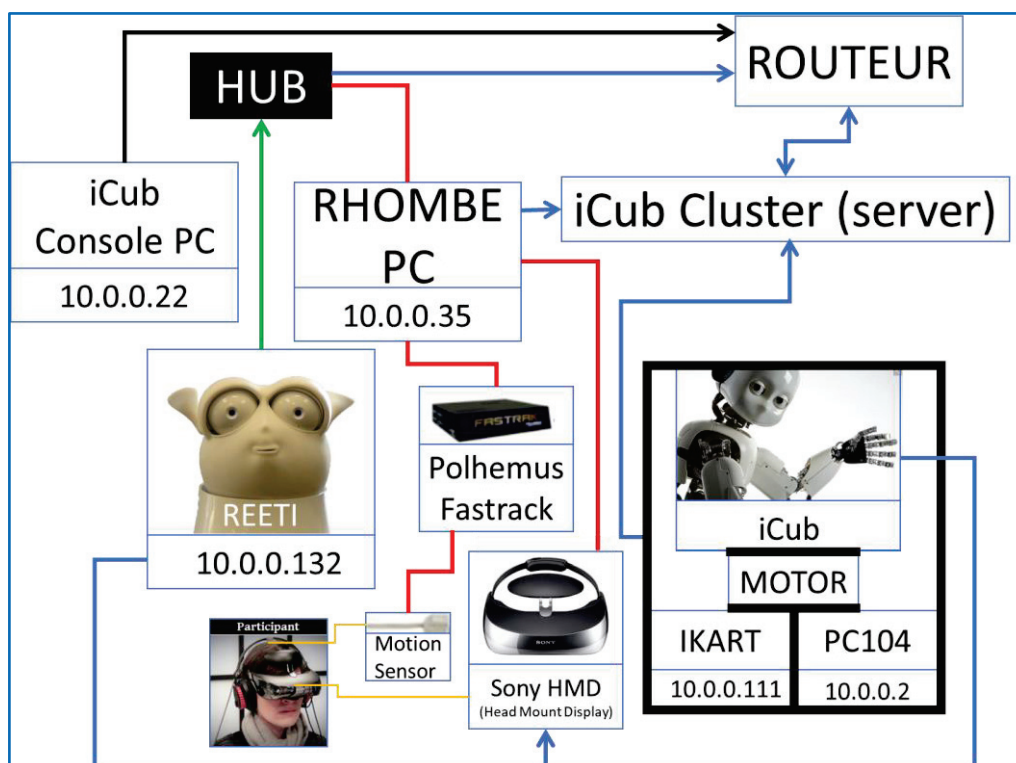 ROUTEUR
HUB
iCub
Console PC
10.0.0.22
RHOMBE
PC
10.0.0.35
iCub Cluster (server)
REETI
10.0.0.132
FASTRAK
Polhemus
Fastrack
iCub
MOTOR
IKART
10.0.0.111
PC104
10.0.0.2
Participant
Motion
Sensor
SONY
Sony HMD
(Head Mount Display)